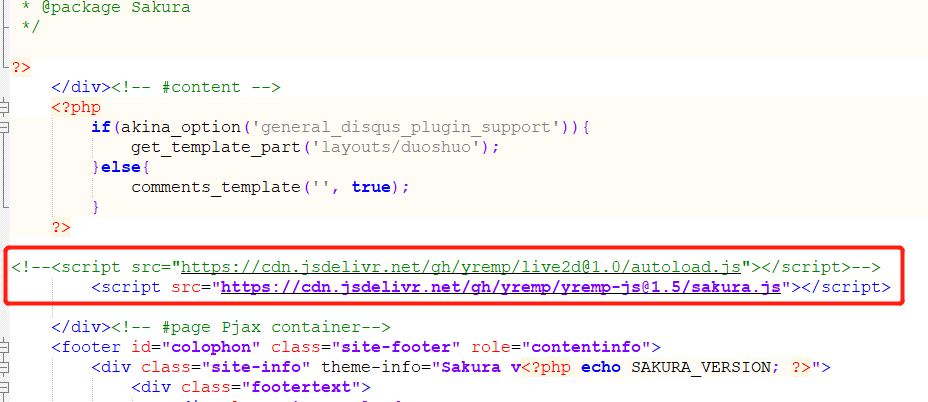 * @package Sakura
*/
?>
</div><!-- #content -->
<?php
if(akina_option('general_disqus_plugin_support')){
get_template_part('layouts/duoshuo');
}else{
comments_template('', true);
}
?>
<!--<script src="https://cdn.jsdelivr.net/gh/yremp/live2d@1.0/autoload.js"></script>-->
<script src="https://cdn.jsdelivr.net/gh/yremp/yremp-js@1.5/sakura.js"></script>
</div><!-- #page Pjax container-->
<footer id="colophon" class="site-footer" role="contentinfo">
<div class="site-info" theme-info="Sakura v<?php echo SAKURA_VERSION; ?>">
<div class="footertext">